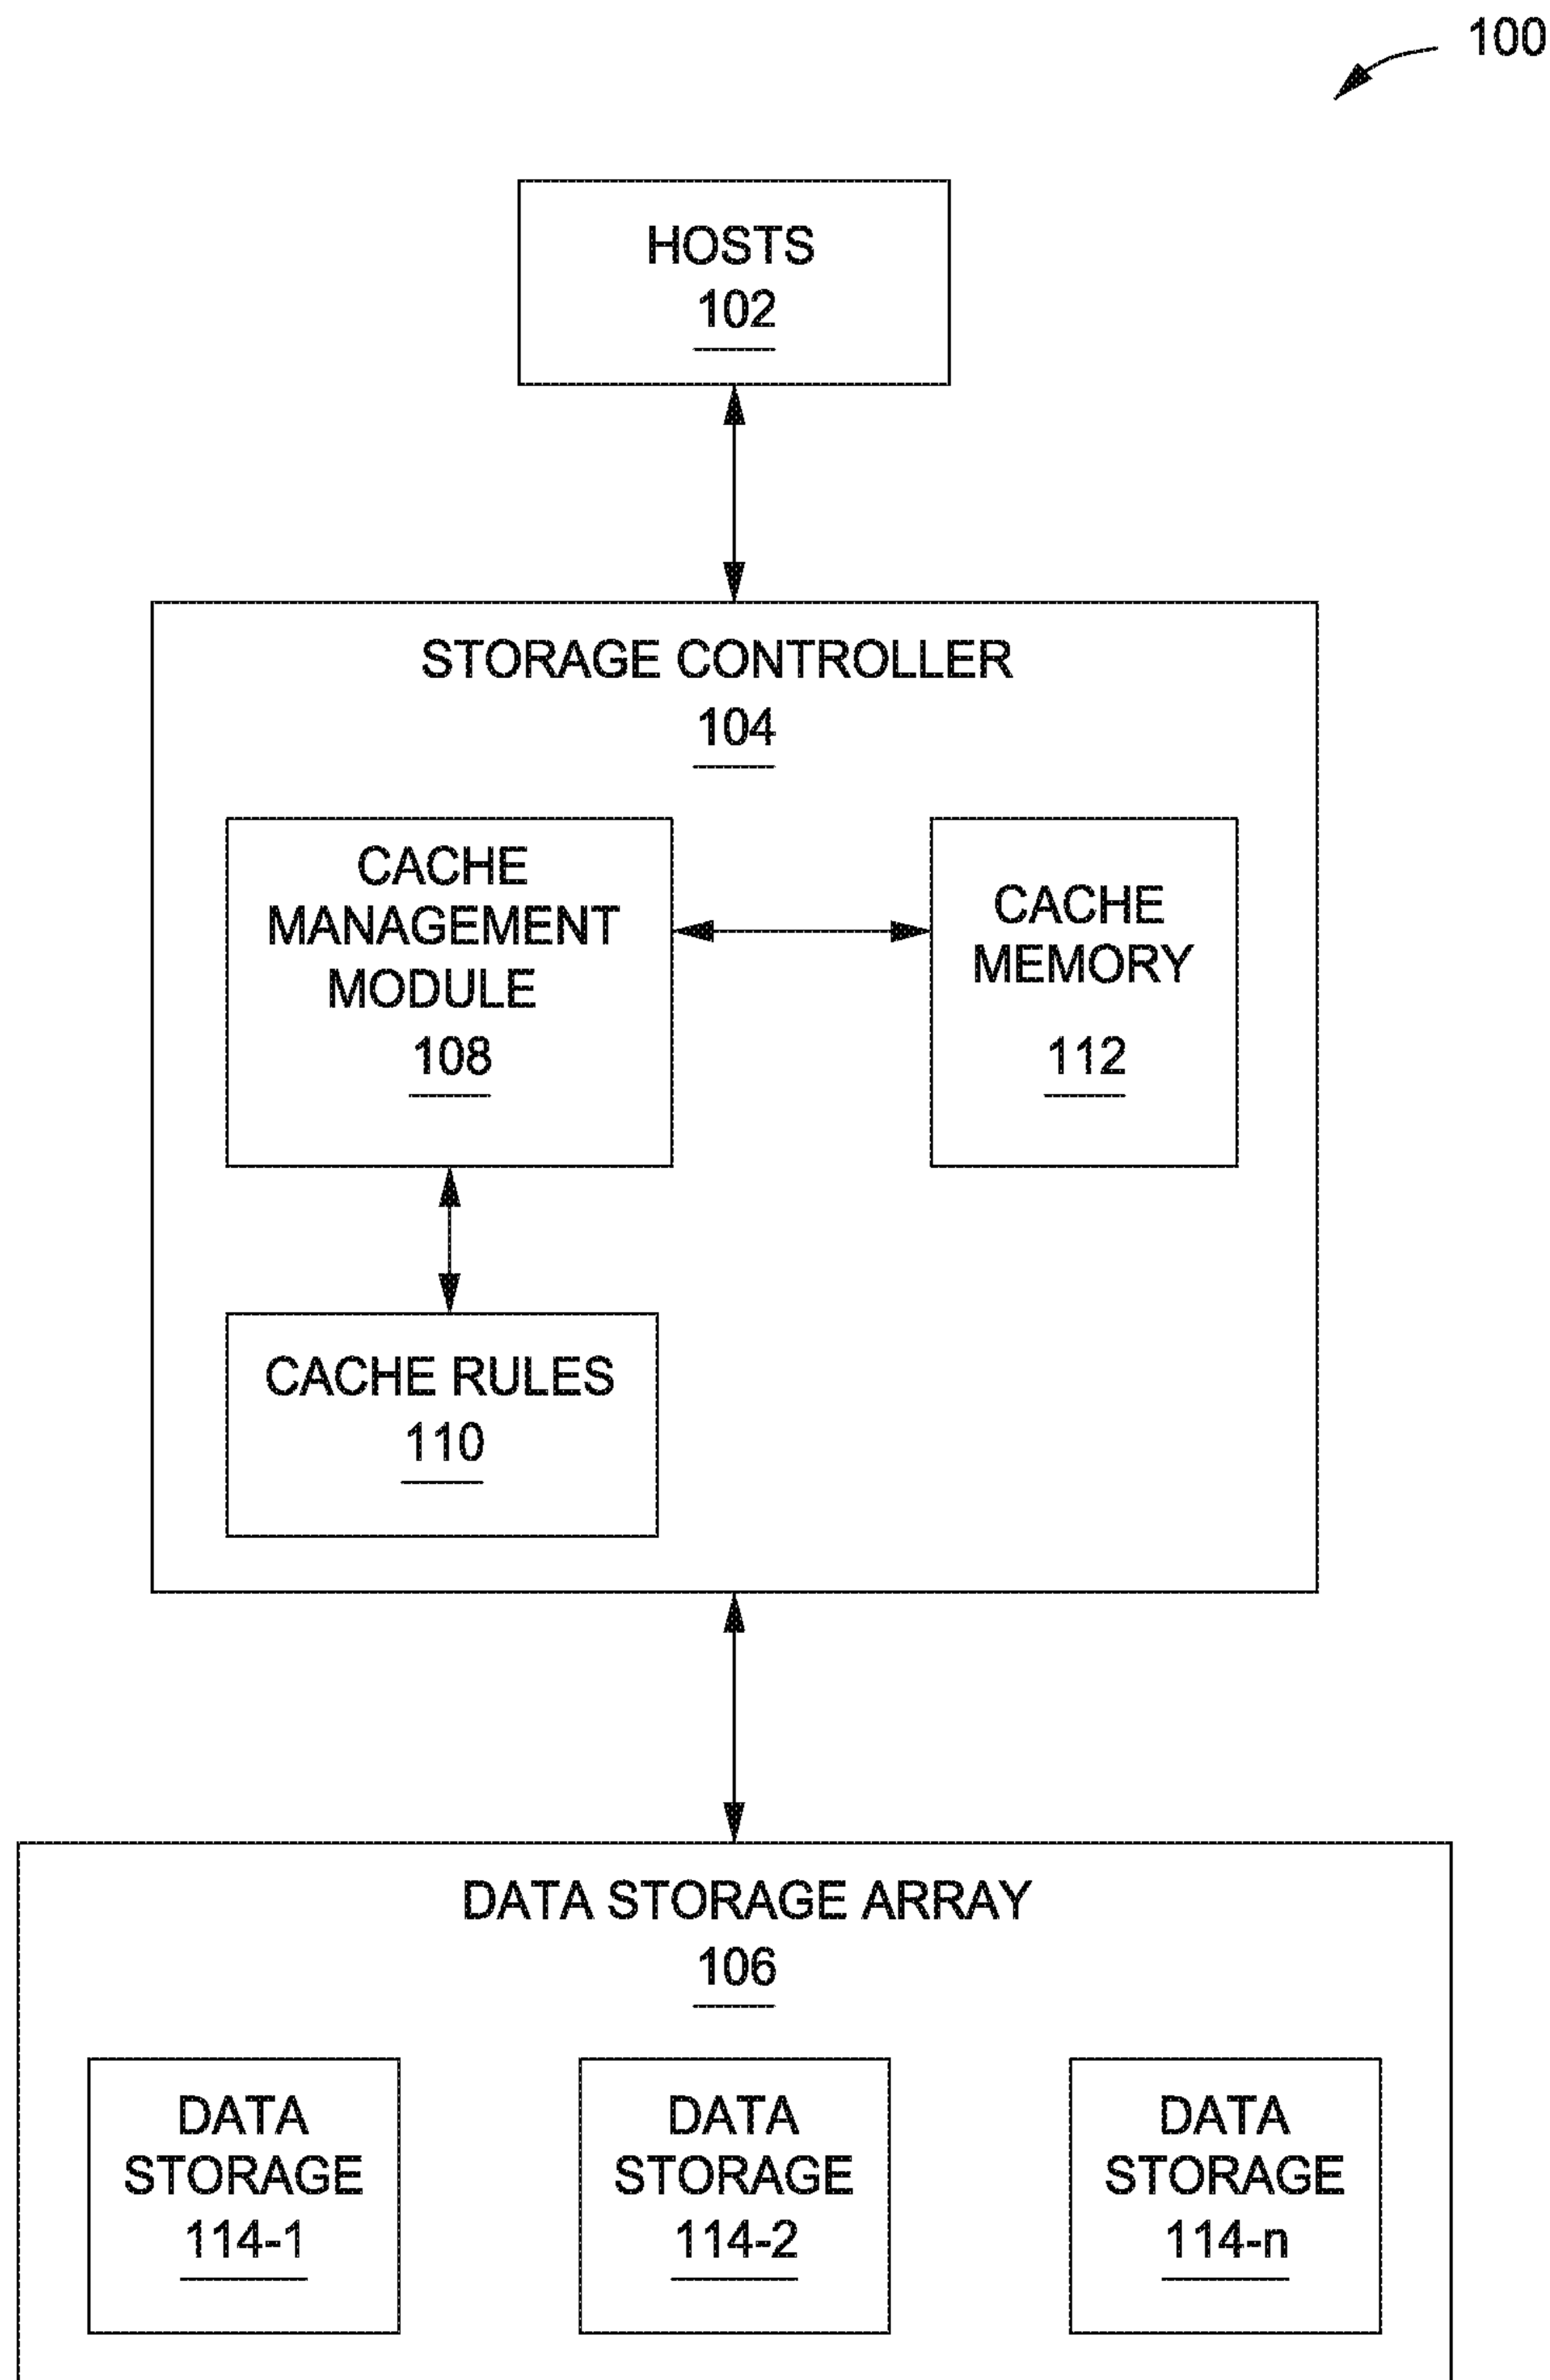 100
HOSTS
102
STORAGE CONTROLLER
104
CACHE
MANAGEMENT
MODULE
108
CACHE
MEMORY
112
CACHE RULES
110
DATA STORAGE ARRAY
106
DATA
STORAGE
114-1
DATA
STORAGE
114-2
DATA
STORAGE
114-n